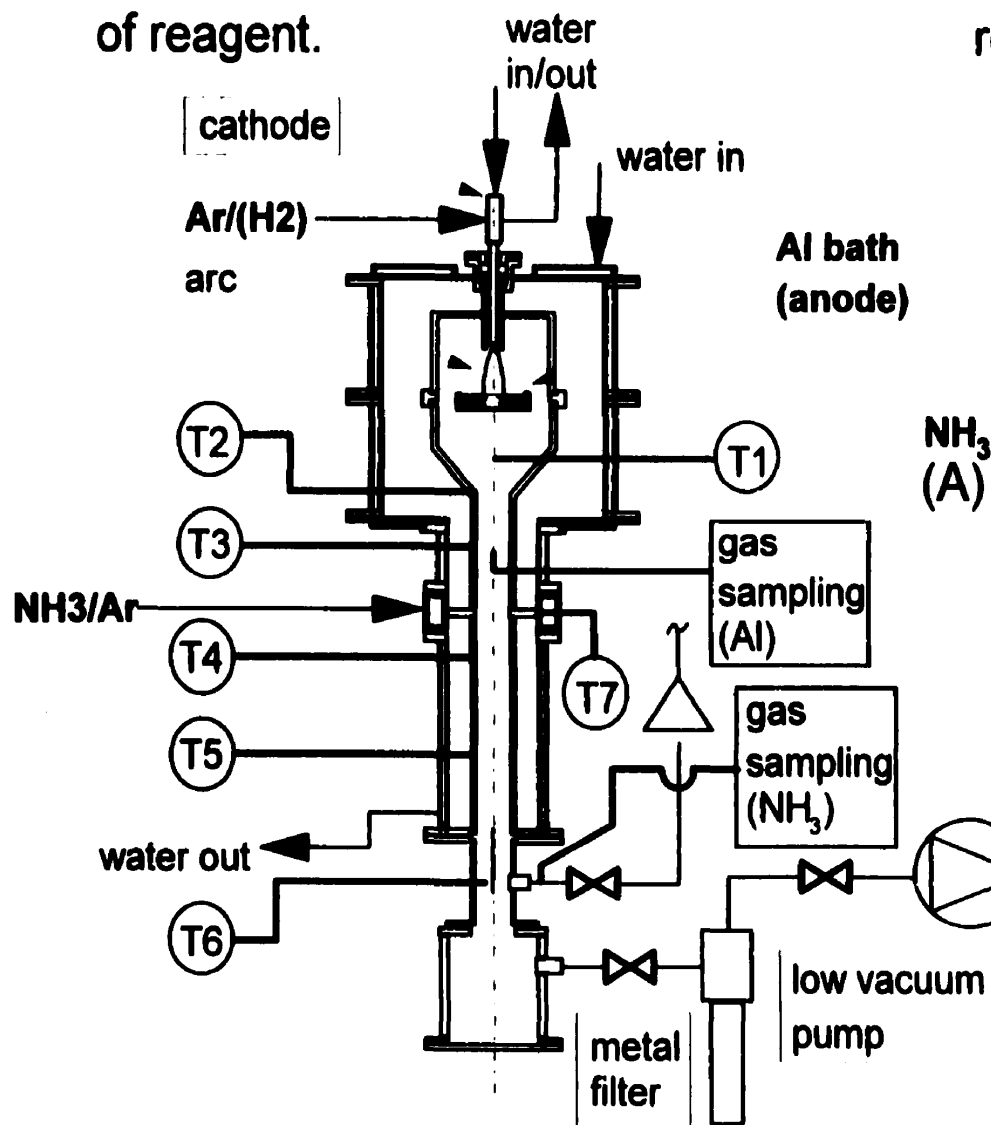 of reagent.
water
in/out
cathode
water in
Ar/(H2)
arc
Al bath
(anode)
T2
T1
NH₃
(A)
T3
gas
sampling
(Al)
NH3/Ar
T4
T7
gas
sampling
(NH₃)
T5
water out
T6
low vacuum
pump
metal
filter